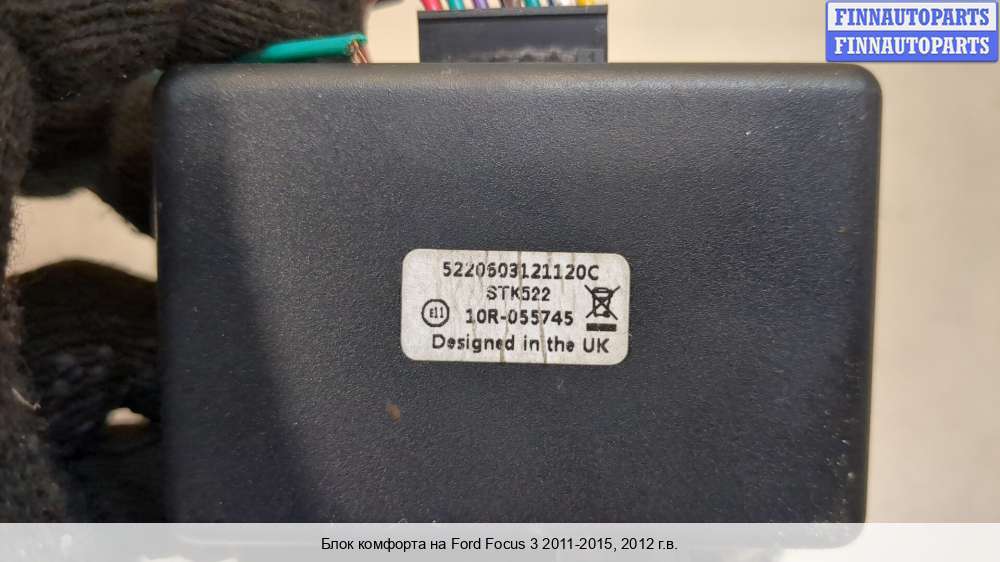 FINNAUTOPARTS
FINNAUTOPARTS
5220603121120C
STK522
E11 10R-055745
Designed in the UK
Блок комфорта на Ford Focus 3 2011-2015, 2012 г.в.